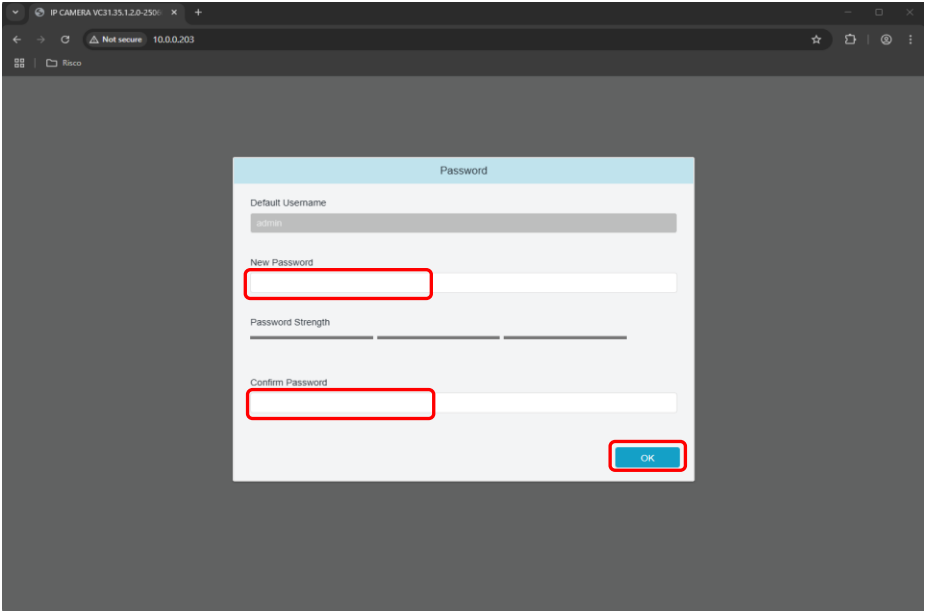 IP CAMERA VC31.35.1.2.0-2506
Not secure 10.0.0.203
Risco
Password
Default Username
admin
New Password
Password Strength
Confirm Password
OK